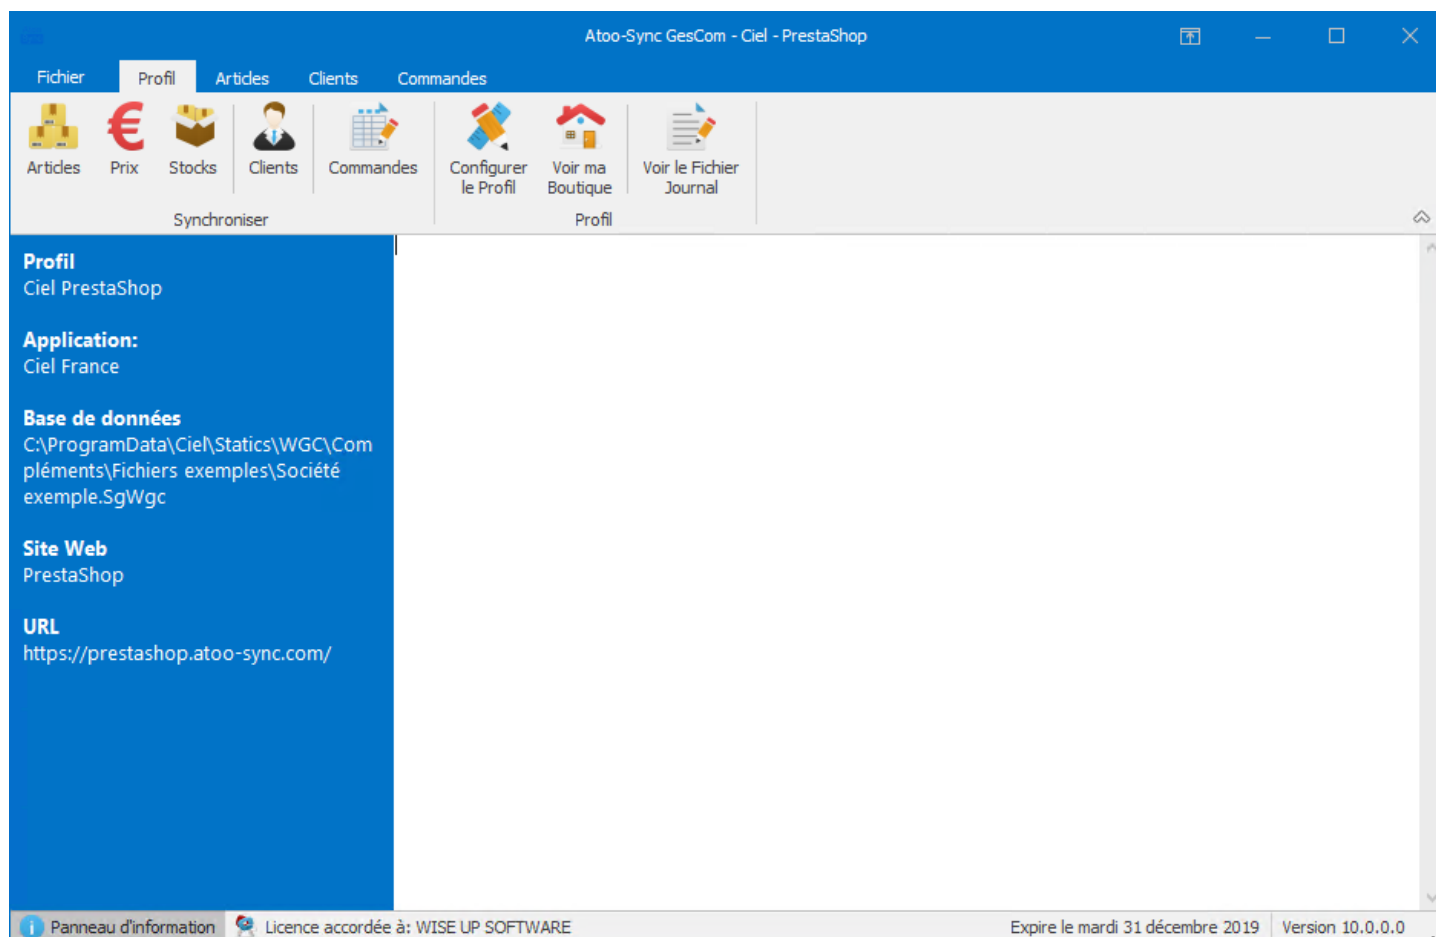 Atoo-Sync GesCom - Ciel - PrestaShop
Fichier Profil Articles Clients Commandes
Articles Prix Stocks Clients Commandes Configurer le Profil Voir ma Boutique Voir le Fichier Journal
Synchroniser Profil
Profil
Ciel PrestaShop
Application:
Ciel France
Base de données
C:\ProgramData\Ciel\Statics\WGC\Com
pléments\Fichiers exemples\Société
exemple.SgWgc
Site Web
PrestaShop
URL
https://prestashop.atoo-sync.com/
Panneau d'information Licence accordée à: WISE UP SOFTWARE Expire le mardi 31 décembre 2019 Version 10.0.0.0